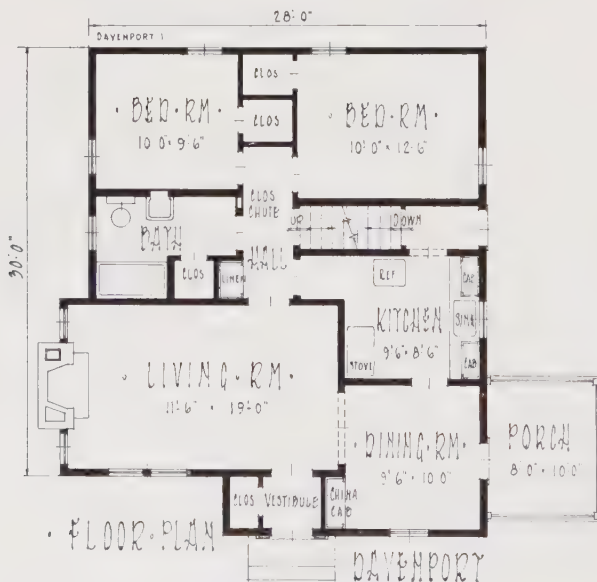 28'-0"
DAVENPORT 1
CLOS
· BED·RM ·
10'0"·9'-6"
CLOS
· BED·RM ·
10'-0" × 12'-6"
30'-0"
CLOS
CHUTE
UP
DOWN
BATH
HALL
CLOS
LINEN
REF
CAB
KITCHEN
SINK
9'-6"·8'-6"
STOVE
CAB
· LIVING·RM ·
11'-6" × 19'-0"
DINING·RM
9'-6" × 10'-0"
PORCH
8'-0" × 10'-0"
CLOS
VESTIBULE
CHINA
CAB
· FLOOR·PLAN
DAVENPORT